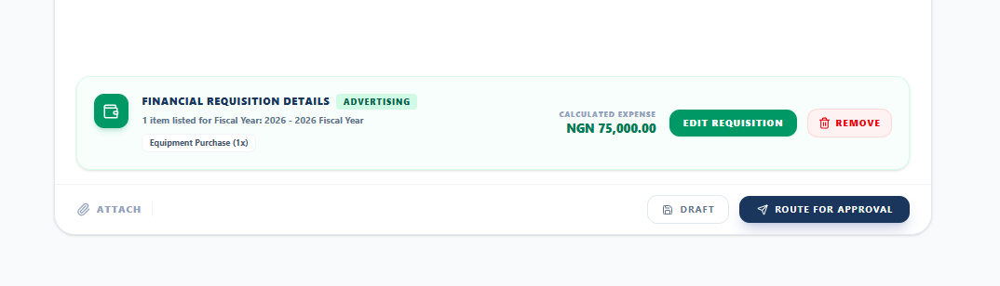 FINANCIAL REQUISITION DETAILS ADVERTISING
1 item listed for Fiscal Year: 2026 - 2026 Fiscal Year
Equipment Purchase (1x)
CALCULATED EXPENSE
NGN 75,000.00
EDIT REQUISITION
REMOVE
ATTACH
DRAFT
ROUTE FOR APPROVAL